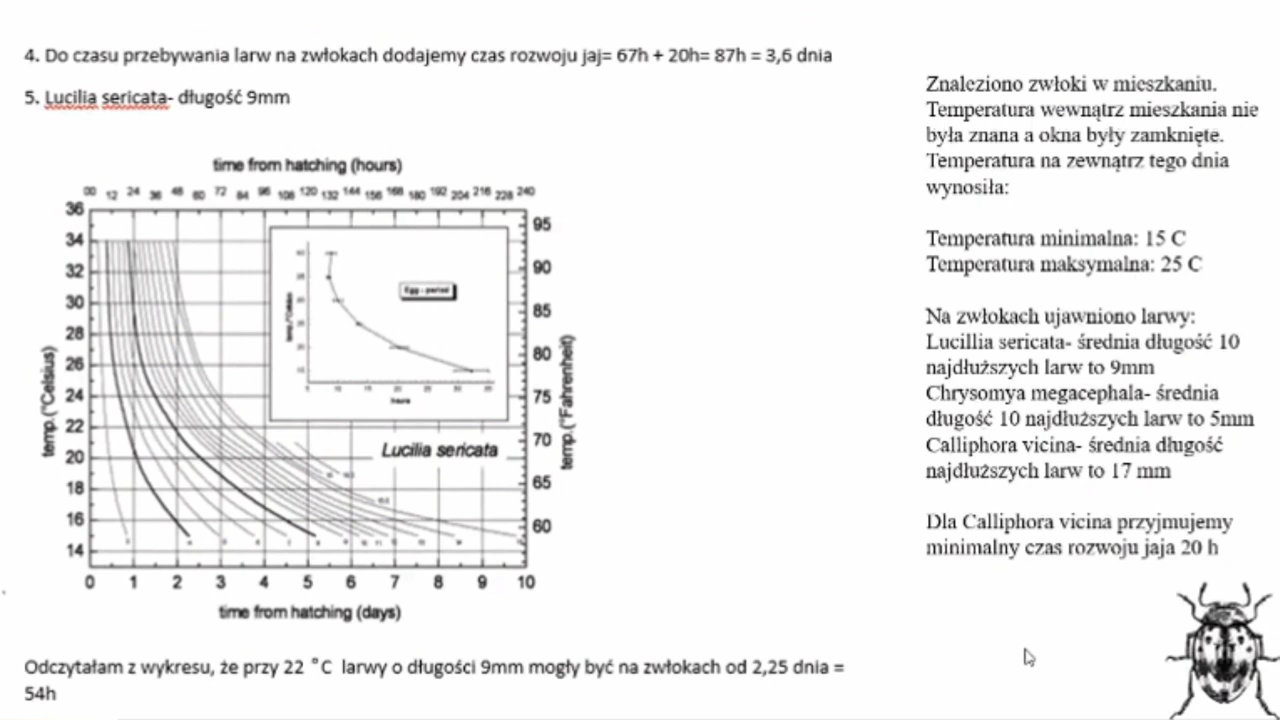 4. Do czasu przebywania larw na zwłokach dodajemy czas rozwoju jaj= 67h + 20h= 87h = 3,6 dnia
5. Lucilia sericata- długość 9mm
time from hatching (hours)
00 12 24 36 48 60 72 84 96 108 120 132 144 156 168 180 192 204 216 228 240
36
34
32
30
28
26
24
22
20
18
16
14
temp.(°Celsius)
95
90
85
80
75
70
65
60
temp.(°Fahrenheit)
Egg - period
hours
Lucilia sericata
0 1 2 3 4 5 6 7 8 9 10
time from hatching (days)
Odczytałam z wykresu, że przy 22 °C larwy o długości 9mm mogły być na zwłokach od 2,25 dnia =
54h
Znaleziono zwłoki w mieszkaniu.
Temperatura wewnątrz mieszkania nie
była znana a okna były zamknięte.
Temperatura na zewnątrz tego dnia
wynosiła:
Temperatura minimalna: 15 C
Temperatura maksymalna: 25 C
Na zwłokach ujawniono larwy:
Lucillia sericata- średnia długość 10
najdłuższych larw to 9mm
Chrysomya megacephala- średnia
długość 10 najdłuższych larw to 5mm
Calliphora vicina- średnia długość
najdłuższych larw to 17 mm
Dla Calliphora vicina przyjmujemy
minimalny czas rozwoju jaja 20 h